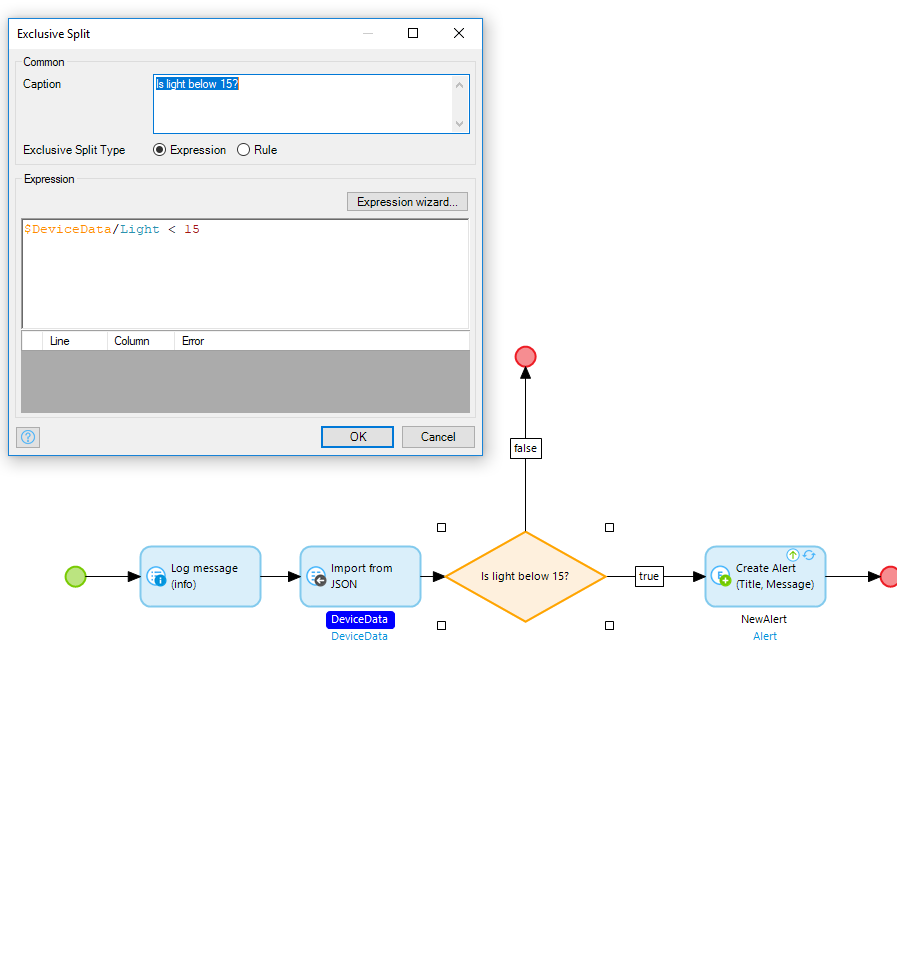 Exclusive Split
Common
Caption
Is light below 15?
Exclusive Split Type
Expression
Rule
Expression
Expression wizard...
$DeviceData/Light < 15
Line
Column
Error
OK
Cancel
false
Log message
(info)
Import from
JSON
DeviceData
DeviceData
Is light below 15?
true
Create Alert
(Title, Message)
NewAlert
Alert